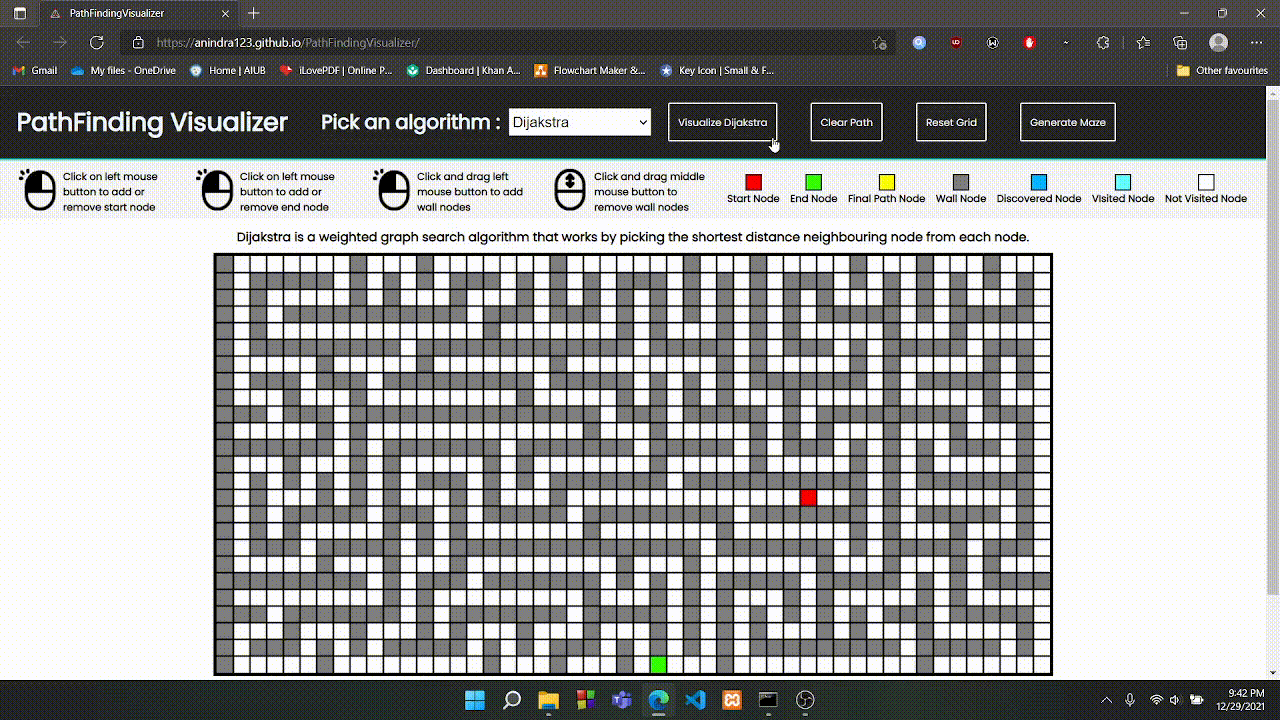 PathFindingVisualizer
https://anindra123.github.io/PathFindingVisualizer/
Gmail
My files - OneDrive
Home | AIUB
iLovePDF | Online P...
Dashboard | Khan A...
Flowchart Maker &...
Key Icon | Small & F...
Other favourites
PathFinding Visualizer
Pick an algorithm :
Dijakstra
Visualize Dijakstra
Clear Path
Reset Grid
Generate Maze
Click on left mouse
button to add or
remove start node
Click on left mouse
button to add or
remove end node
Click and drag left
mouse button to add
wall nodes
Click and drag middle
mouse button to
remove wall nodes
Start Node
End Node
Final Path Node
Wall Node
Discovered Node
VIsited Node
Not Visited Node
Dijakstra is a weighted graph search algorithm that works by picking the shortest distance neighbouring node from each node.
9:42 PM
12/29/2021